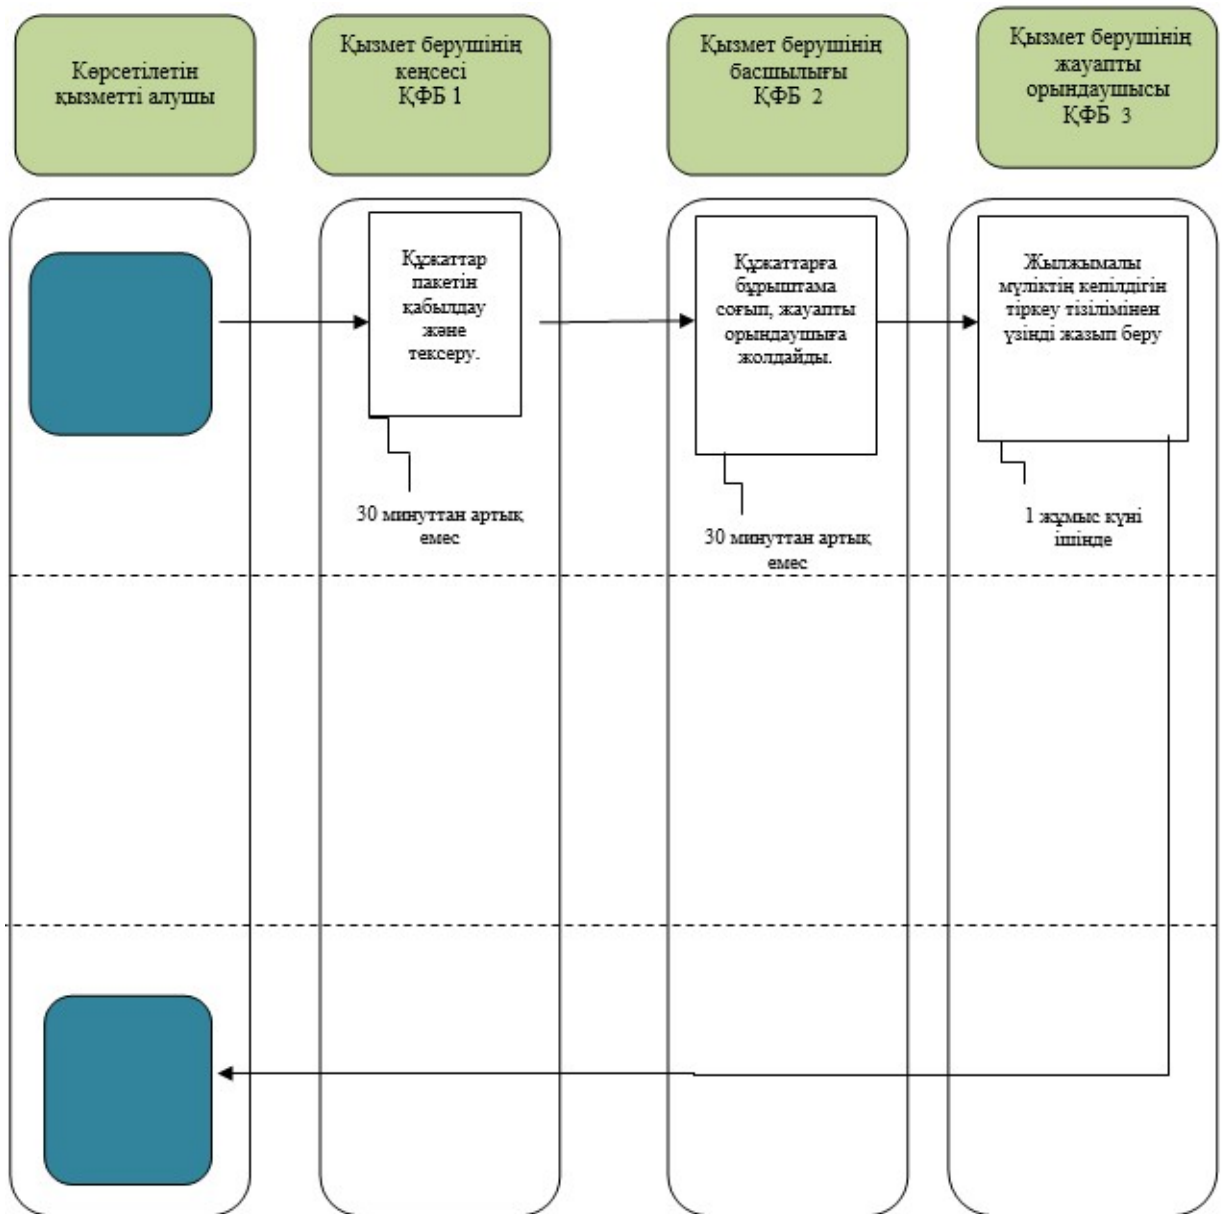 Көрсетілетін
қызметті алушы
Қызмет берушінің
кеңсесі
ҚФБ 1
Қызмет берушінің
басшылығы
ҚФБ 2
Қызмет берушінің
жауапты
орындаушысы
ҚФБ 3
Құжаттар
пакетін
қабылдау
және
тексеру.
Құжаттарға
бұрыштама
соғып, жауапты
орындаушыға
жолдайды.
Жылжымалы
мүліктің кепілдігін
тіркеу тізілімінен
үзінді жазып беру
30 минуттан артық
емес
30 минуттан артық
емес
1 жұмыс күні
ішінде